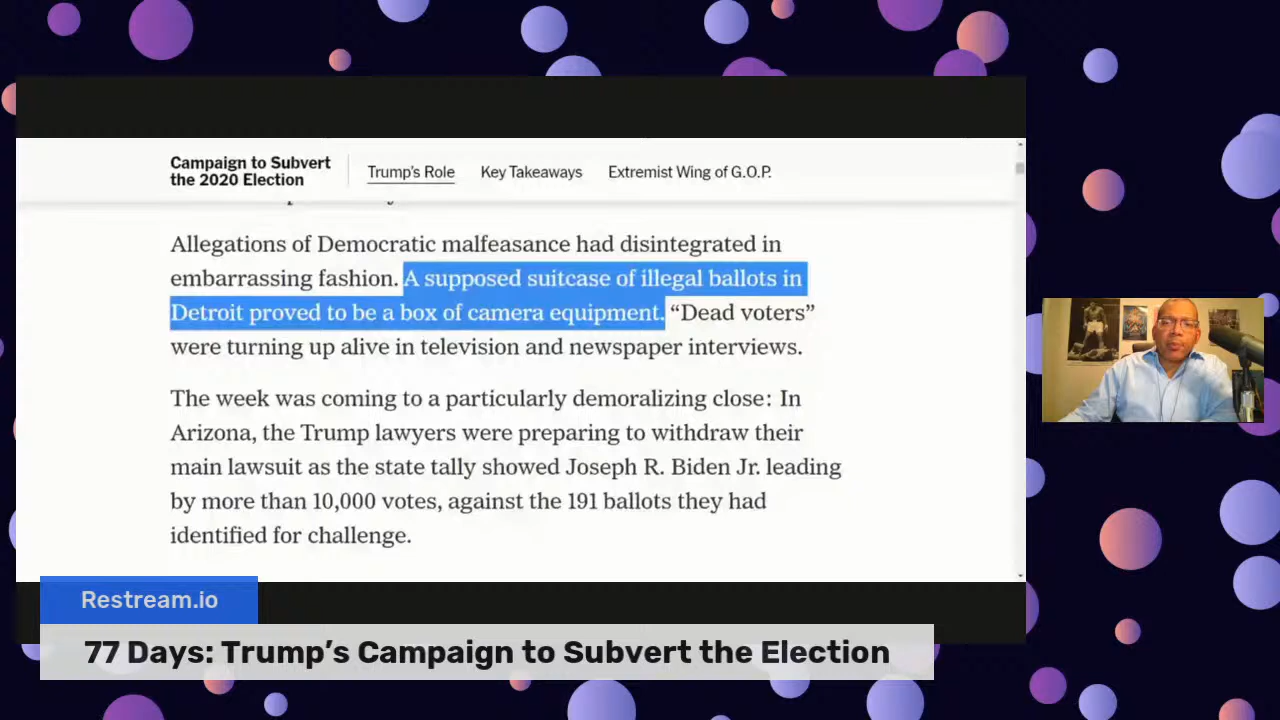 Campaign to Subvert
the 2020 Election
Trump's Role
Key Takeaways
Extremist Wing of G.O.P.
Allegations of Democratic malfeasance had disintegrated in
embarrassing fashion. A supposed suitcase of illegal ballots in
Detroit proved to be a box of camera equipment. “Dead voters”
were turning up alive in television and newspaper interviews.
The week was coming to a particularly demoralizing close: In
Arizona, the Trump lawyers were preparing to withdraw their
main lawsuit as the state tally showed Joseph R. Biden Jr. leading
by more than 10,000 votes, against the 191 ballots they had
identified for challenge.
Restream.io
77 Days: Trump’s Campaign to Subvert the Election